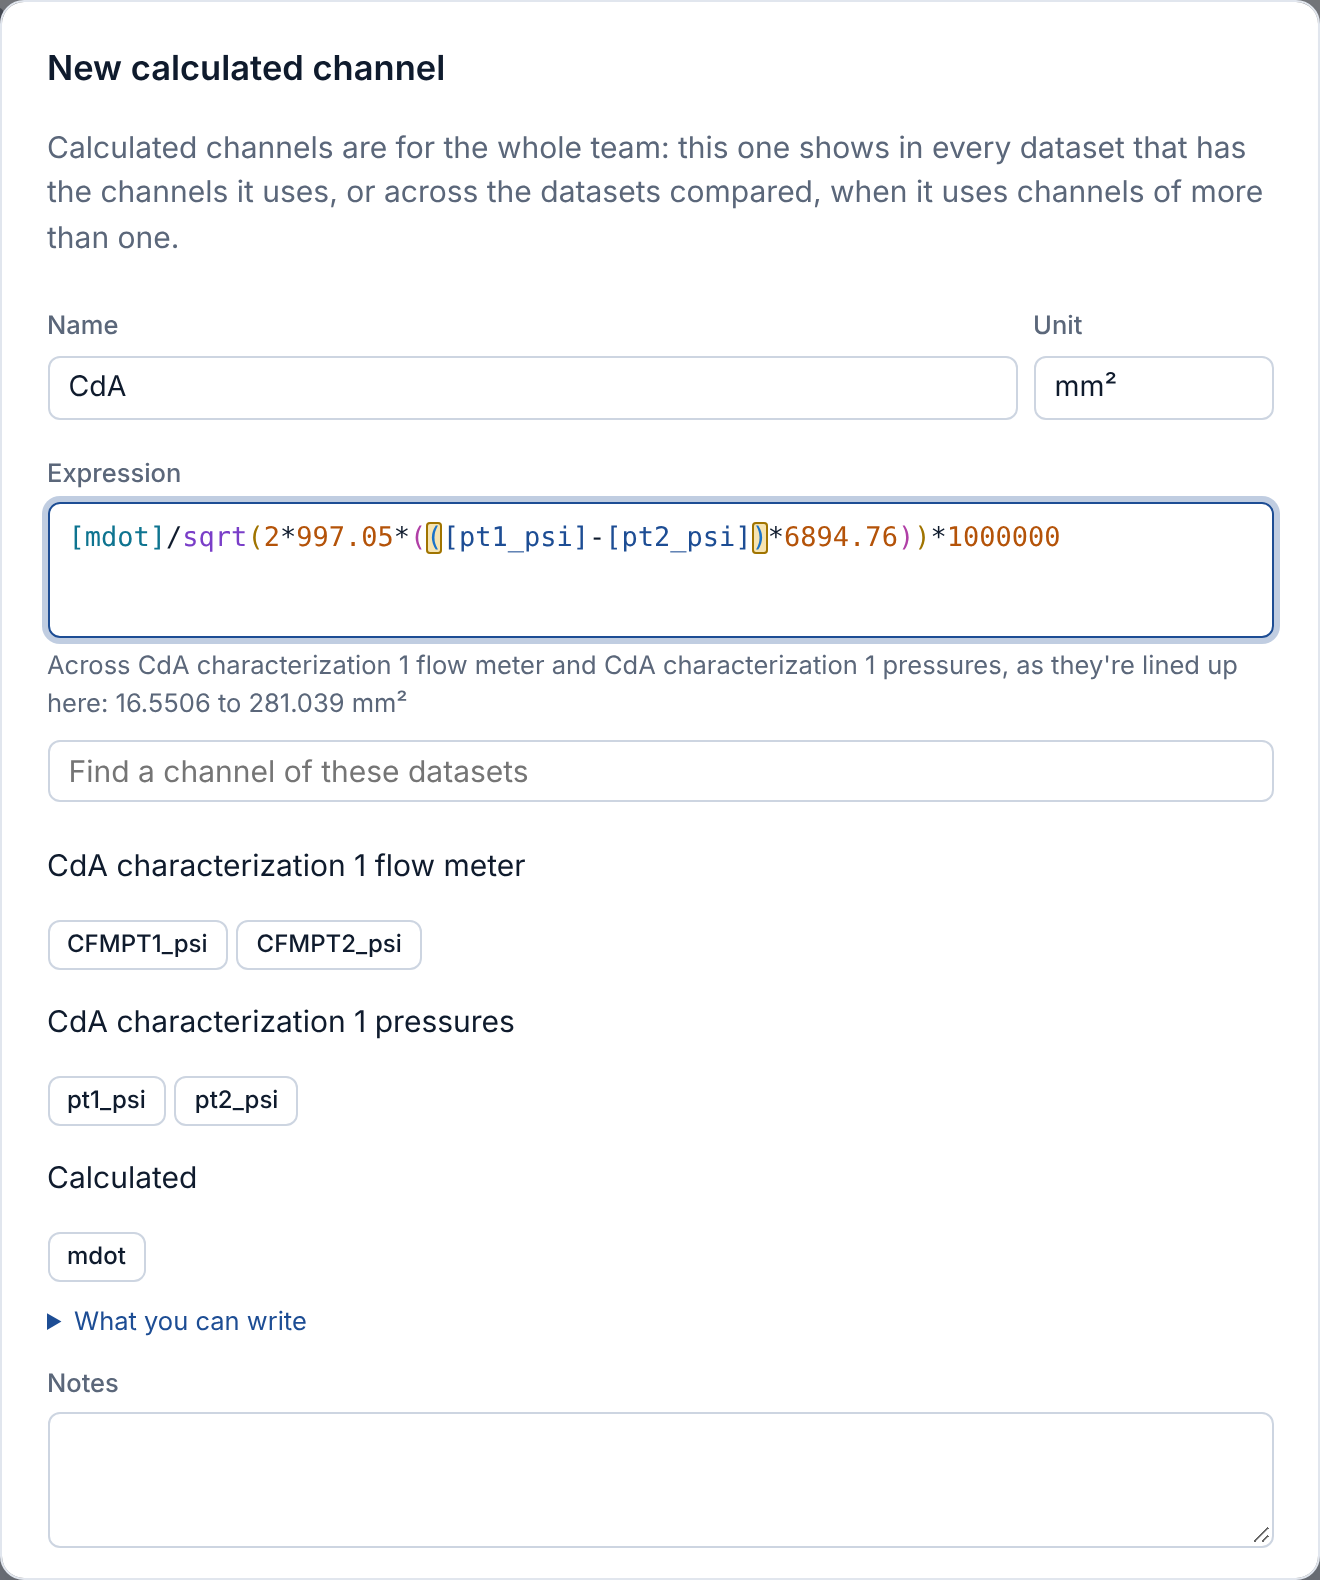 New calculated channel
Calculated channels are for the whole team: this one shows in every dataset that has
the channels it uses, or across the datasets compared, when it uses channels of more
than one.
Name
Unit
CdA
mm²
Expression
[mdot]/sqrt(2*997.05*(([pt1_psi]-[pt2_psi])*6894.76))*1000000
Across CdA characterization 1 flow meter and CdA characterization 1 pressures, as they're lined up
here: 16.5506 to 281.039 mm²
Find a channel of these datasets
CdA characterization 1 flow meter
CFMPT1_psi
CFMPT2_psi
CdA characterization 1 pressures
pt1_psi
pt2_psi
Calculated
mdot
What you can write
Notes